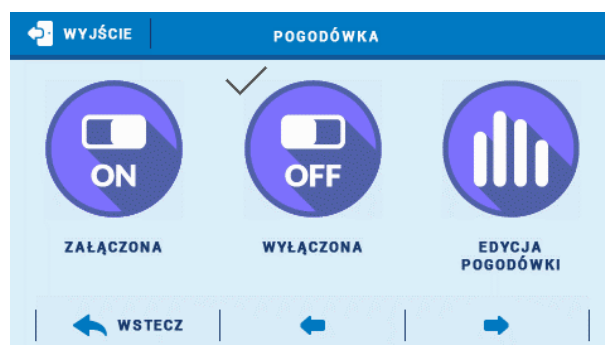 WYJŚCIE
POGODÓWKA
ON
OFF
ZAŁĄCZONA
WYŁĄCZONA
EDYCJA
POGODÓWKI
WSTECZ